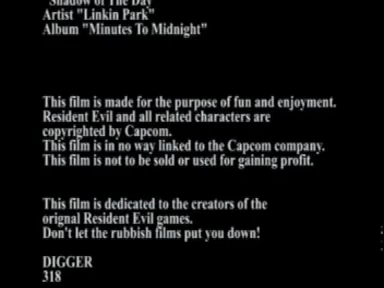 "Shadow of The Day"
Artist "Linkin Park"
Album "Minutes To Midnight"
This film is made for the purpose of fun and enjoyment.
Resident Evil and all related characters are
copyrighted by Capcom.
This film is in no way linked to the Capcom company.
This film is not to be sold or used for gaining profit.
This film is dedicated to the creators of the
orignal Resident Evil games.
Don't let the rubbish films put you down!
DIGGER
318